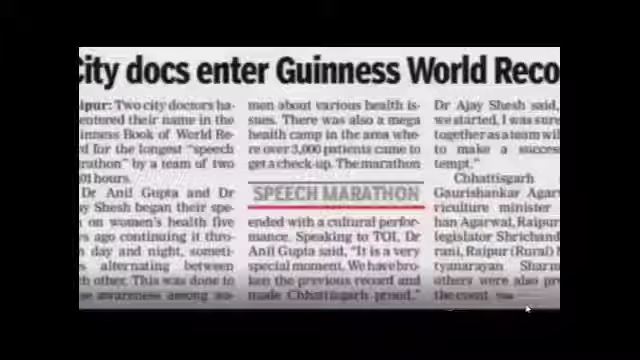 City docs enter Guinness World Reco
ipur: Two city doctors ha-
entered their name in the
inness Book of World Re-
d for the longest "speech
rathon" by a team of two
01 hours.
Dr Anil Gupta and Dr
y Shesh began their spe-
on women's health five
s ago continuing it thro-
day and night, someti-
s alternating between
ch other. This was done to
se awareness among wo-
men about various health is-
sues. There was also a mega
health camp in the area whe-
re over 3,000 patients came to
get a check-up. The marathon
SPEECH MARATHON
ended with a cultural perfor-
mance. Speaking to TOI, Dr
Anil Gupta said, "It is a very
special moment. We have bro-
ken the previous record and
made Chhattisgarh proud."
Dr Ajay Shesh said,
we started, I was sure
together as a team wil
to make a success
tempt."
Chhattisgarh
Gaurishankar Agar
riculture minister
han Agrawal, Raipur
legislator Shrichand
rani, Raipur (Rural)
tyanarayan Sharm
others were also pre
the event